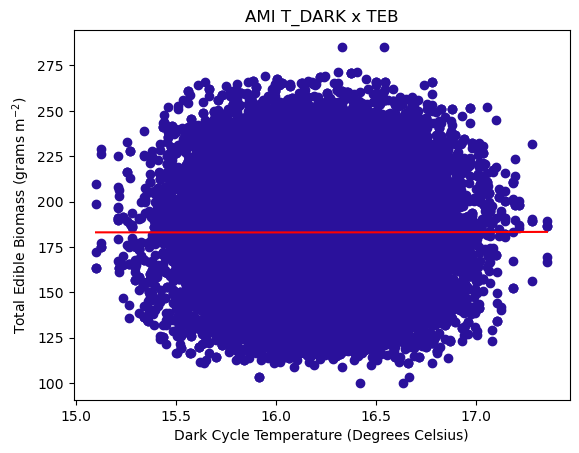 AMI T_DARK x TEB
Total Edible Biomass (grams m⁻²)
275
250
225
200
175
150
125
100
15.0 15.5 16.0 16.5 17.0
Dark Cycle Temperature (Degrees Celsius)